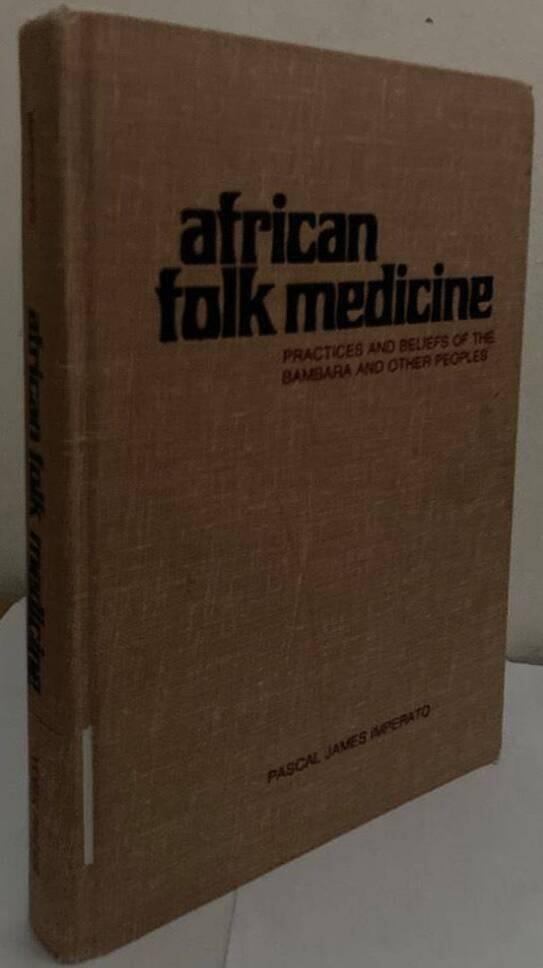 african
folk medicine
PRACTICES AND BELIEFS OF THE
BAMBARA AND OTHER PEOPLES
PASCAL JAMES IMPERATO
african folk medicine